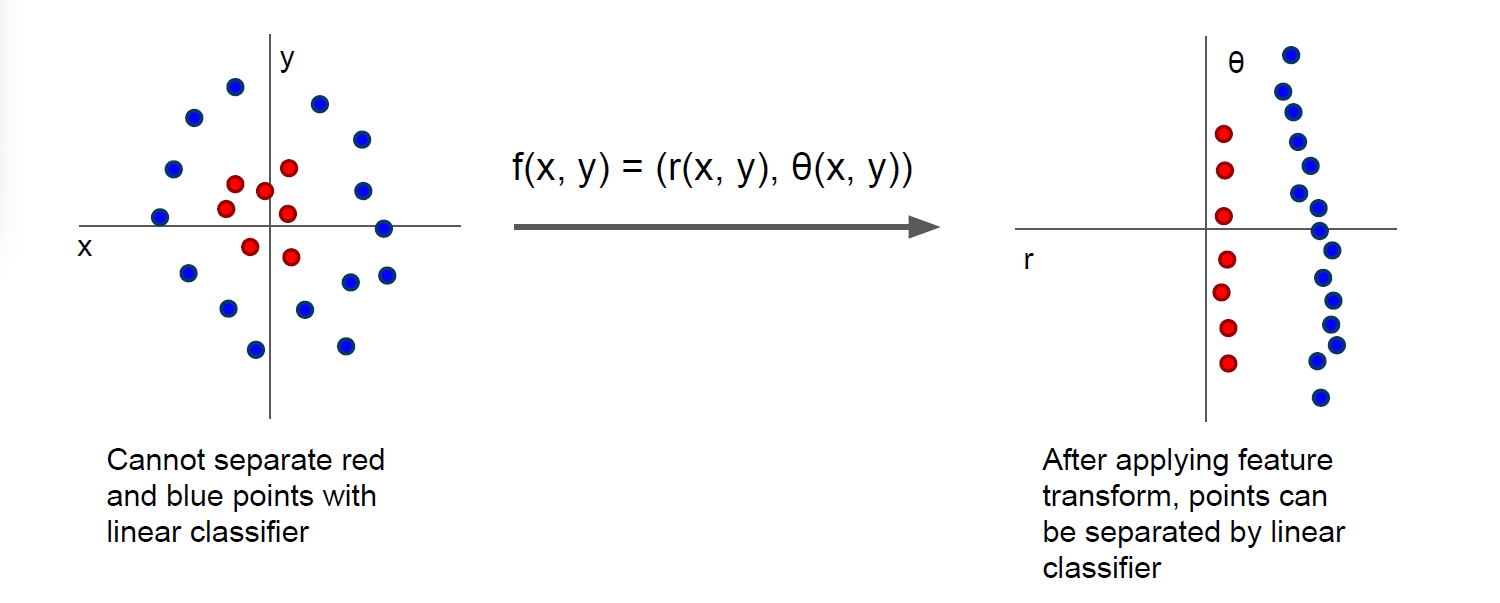 y
x
f(x, y) = (r(x, y), θ(x, y))
θ
r
Cannot separate red
and blue points with
linear classifier
After applying feature
transform, points can
be separated by linear
classifier